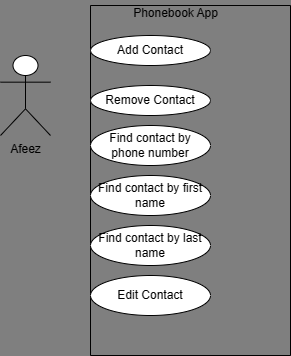 Phonebook App
Add Contact
Remove Contact
Find contact by
phone number
Afeez
Find contact by first
name
Find contact by last
name
Edit Contact